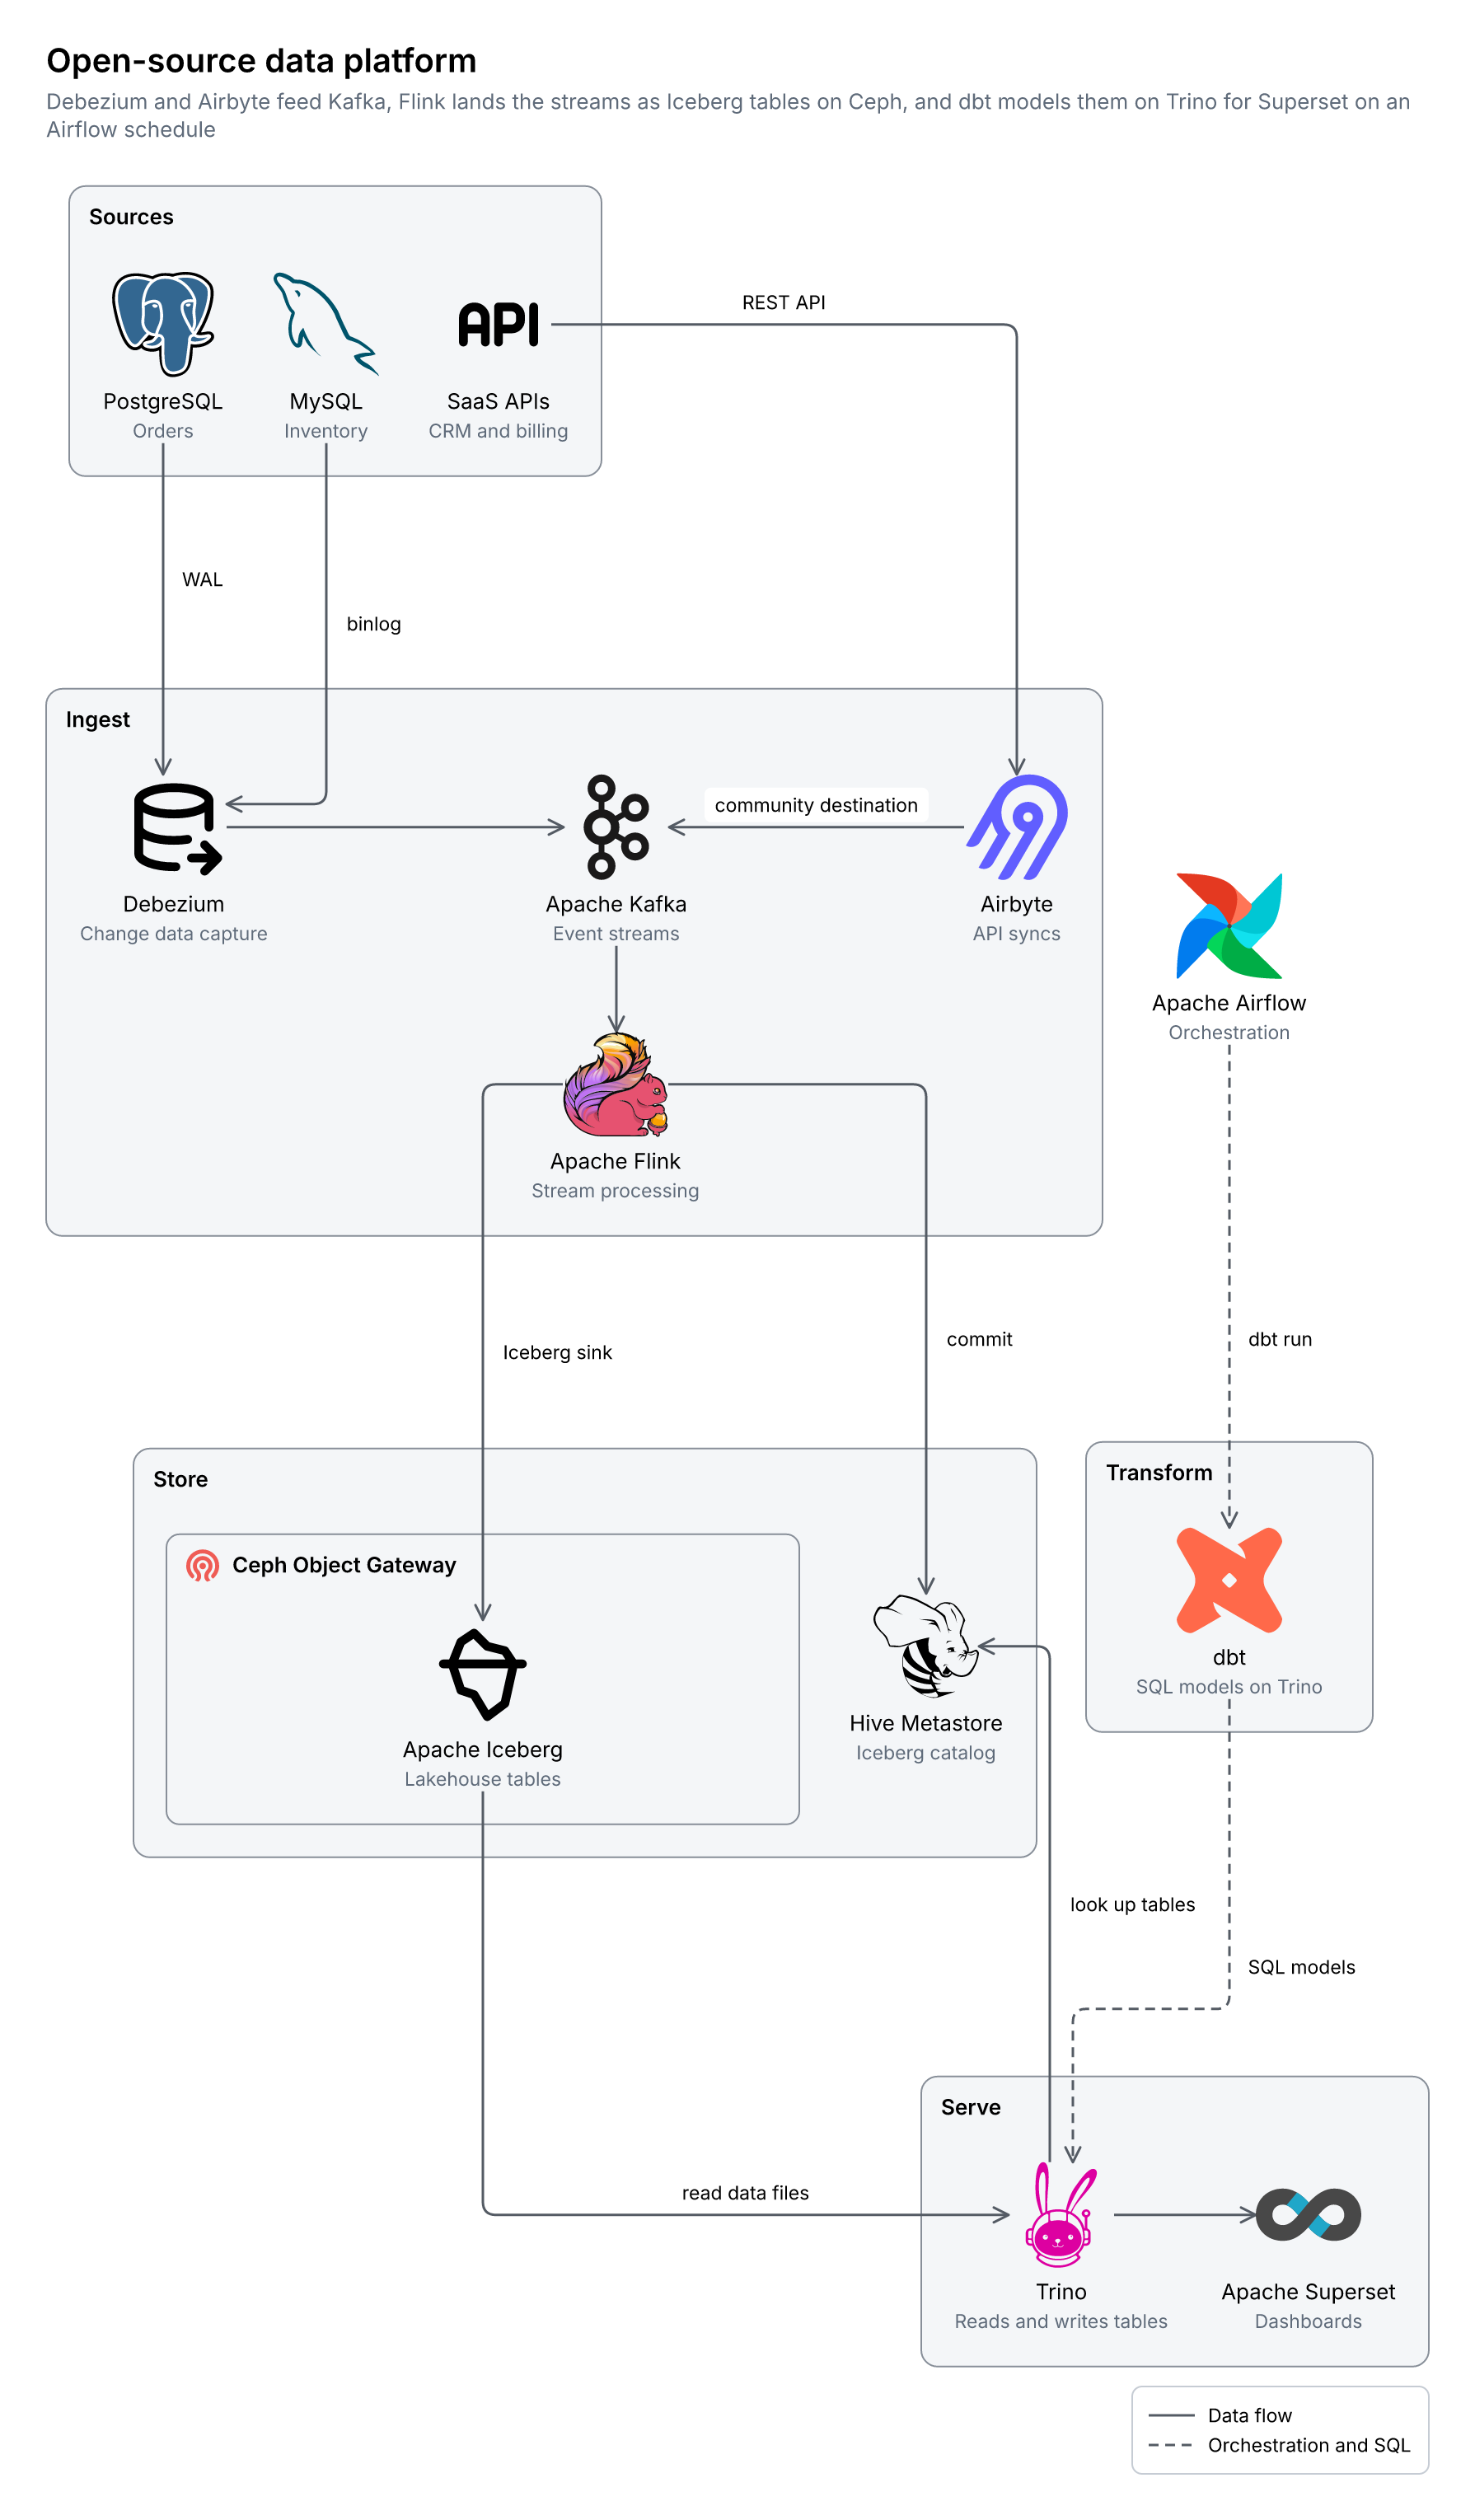 Open-source data platform
Debezium and Airbyte feed Kafka, Flink lands the streams as Iceberg tables on Ceph, and dbt models them on Trino for Superset on an
Airflow schedule
Sources
API
PostgreSQL
Orders
MySQL
Inventory
SaaS APIs
CRM and billing
REST API
WAL
binlog
Ingest
community destination
Debezium
Change data capture
Apache Kafka
Event streams
Airbyte
API syncs
Apache Airflow
Orchestration
Apache Flink
Stream processing
Iceberg sink
commit
dbt run
Store
Ceph Object Gateway
Apache Iceberg
Lakehouse tables
Hive Metastore
Iceberg catalog
Transform
dbt
SQL models on Trino
look up tables
SQL models
Serve
read data files
Trino
Reads and writes tables
Apache Superset
Dashboards
Data flow
Orchestration and SQL